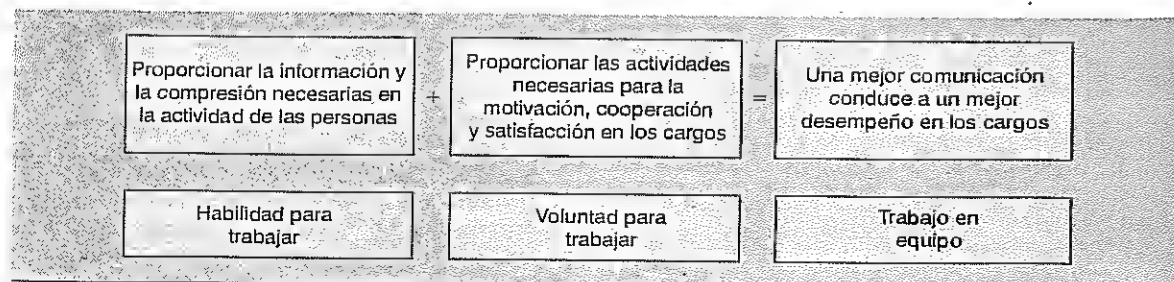 Proporcionar la información y
la compresión necesarias en
la actividad de las personas
+
Proporcionar las actividades
necesarias para la
motivación, cooperación
y satisfacción en los cargos
=
Una mejor comunicación
conduce a un mejor
desempeño en los cargos
Habilidad para
trabajar
Voluntad para
trabajar
Trabajo en
equipo